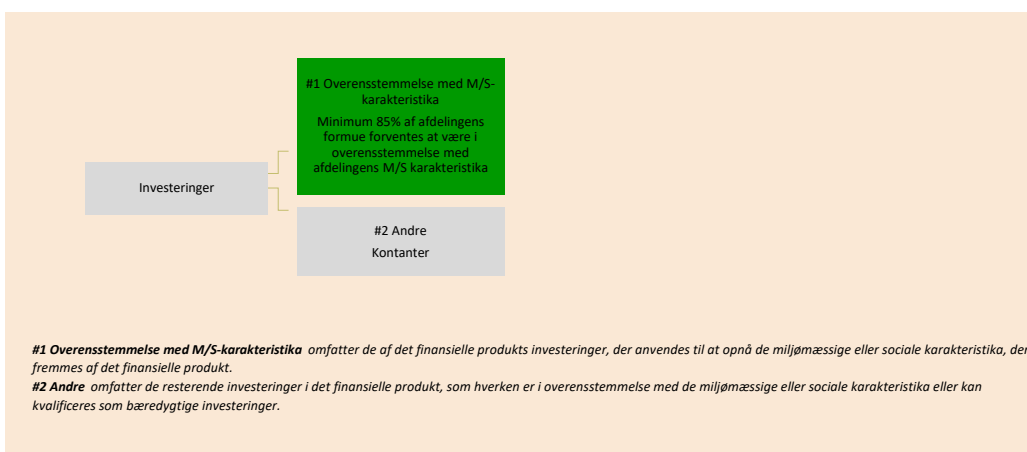 #1 Overensstemmelse med M/S-
karakteristika
Minimum 85% af afdelingens
formue forventes at være i
overensstemmelse med
afdelingens M/S karakteristika
Investeringer
#2 Andre
Kontanter
#1 Overensstemmelse med M/S-karakteristika omfatter de af det finansielle produkts investeringer, der anvendes til at opnå de miljømæssige eller sociale karakteristika, der
fremmes af det finansielle produkt.
#2 Andre omfatter de resterende investeringer i det finansielle produkt, som hverken er i overensstemmelse med de miljømæssige eller sociale karakteristika eller kan
kvalificeres som bæredygtige investeringer.